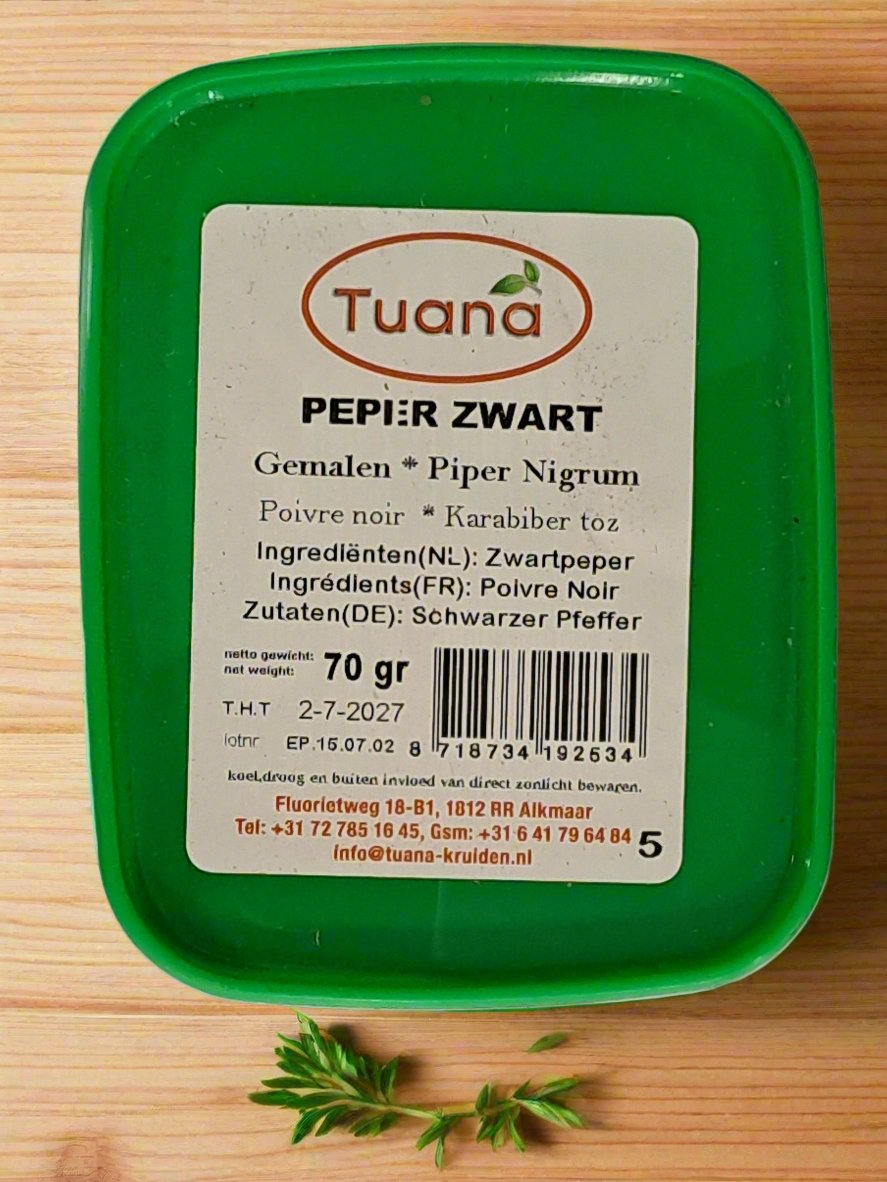 Tuana
PEPER ZWART
Gemalen * Piper Nigrum
Poivre noir * Karabiber toz
Ingrediënten(NL): Zwartpeper
Ingrédients(FR): Poivre Noir
Zutaten(DE): Schwarzer Pfeffer
netto gewicht:
net weight: 70 gr
T.H.T 2-7-2027
lotnr EP.15.07.02
8 718734 192534
koel,droog en buiten invloed van direct zonlicht bewaren.
Fluorietweg 18-B1, 1812 RR Alkmaar
Tel: +31 72 785 16 45, Gsm: +31 6 41 79 64 84
5
info@tuana-kruiden.nl